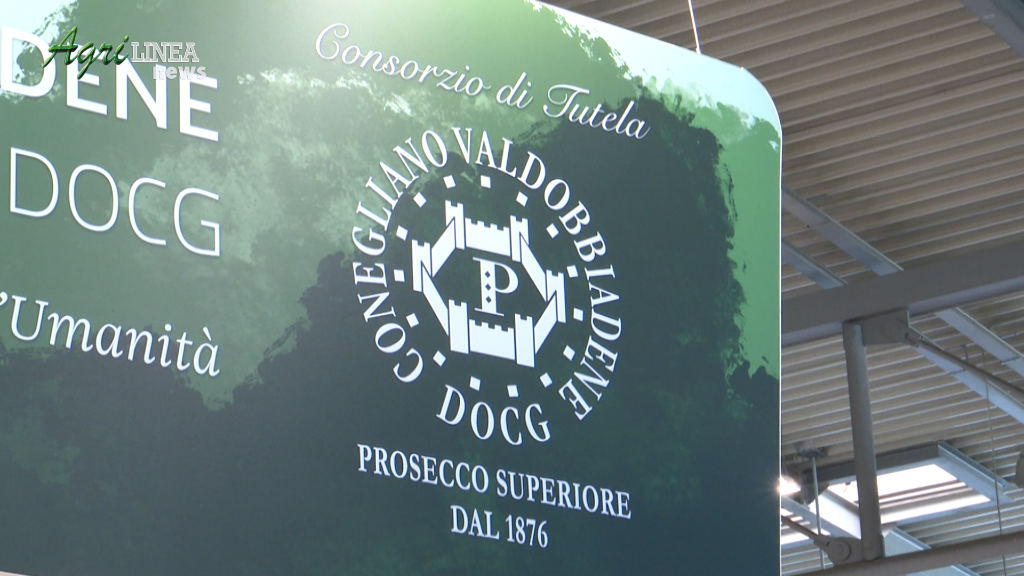 Agri LINEA
news
DENE
DOCG
'Umanità
Consorzio di Tutela
CONEGLIANO VALDOBBIADENE
P
DOCG
PROSECCO SUPERIORE
DAL 1876